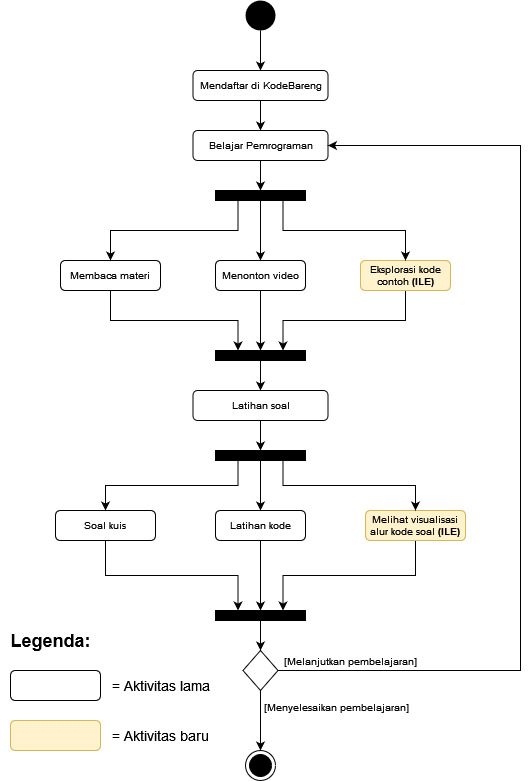 Mendaftar di KodeBareng
Belajar Pemrograman
Membaca materi
Menonton video
Eksplorasi kode
contoh (ILE)
Latihan soal
Soal kuis
Latihan kode
Melihat visualisasi
alur kode soal (ILE)
Legenda:
= Aktivitas lama
= Aktivitas baru
[Melanjutkan pembelajaran]
[Menyelesaikan pembelajaran]